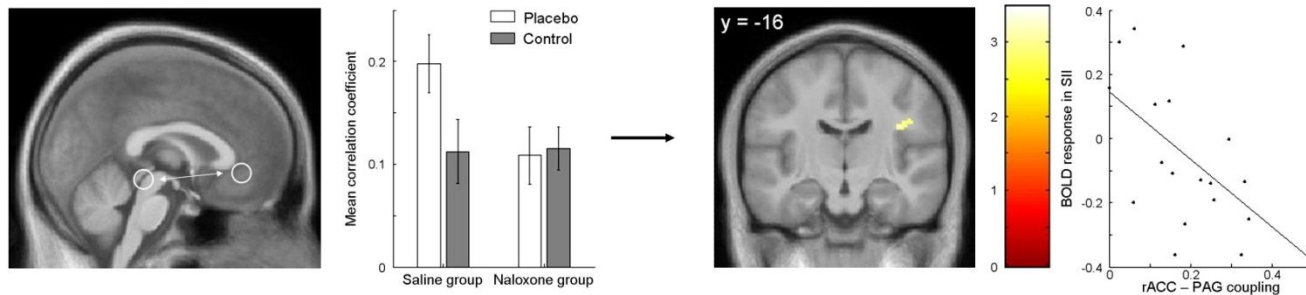 Mean correlation coefficient
0.2
0.1
0
Placebo
Control
Saline group
Naloxone group
y = -16
3
2
1
0
BOLD response in SII
0.4
0.2
0
-0.2
-0.4
0
0.2
0.4
rACC – PAG coupling